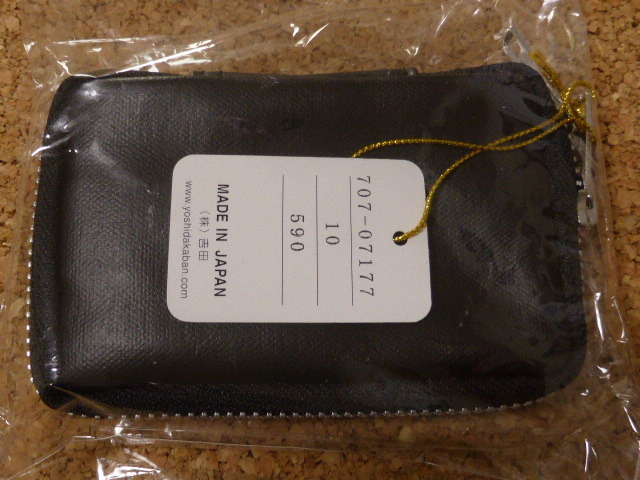 707-07177
10
590
MADE IN JAPAN
(株)吉田
www.yoshidakaban.com